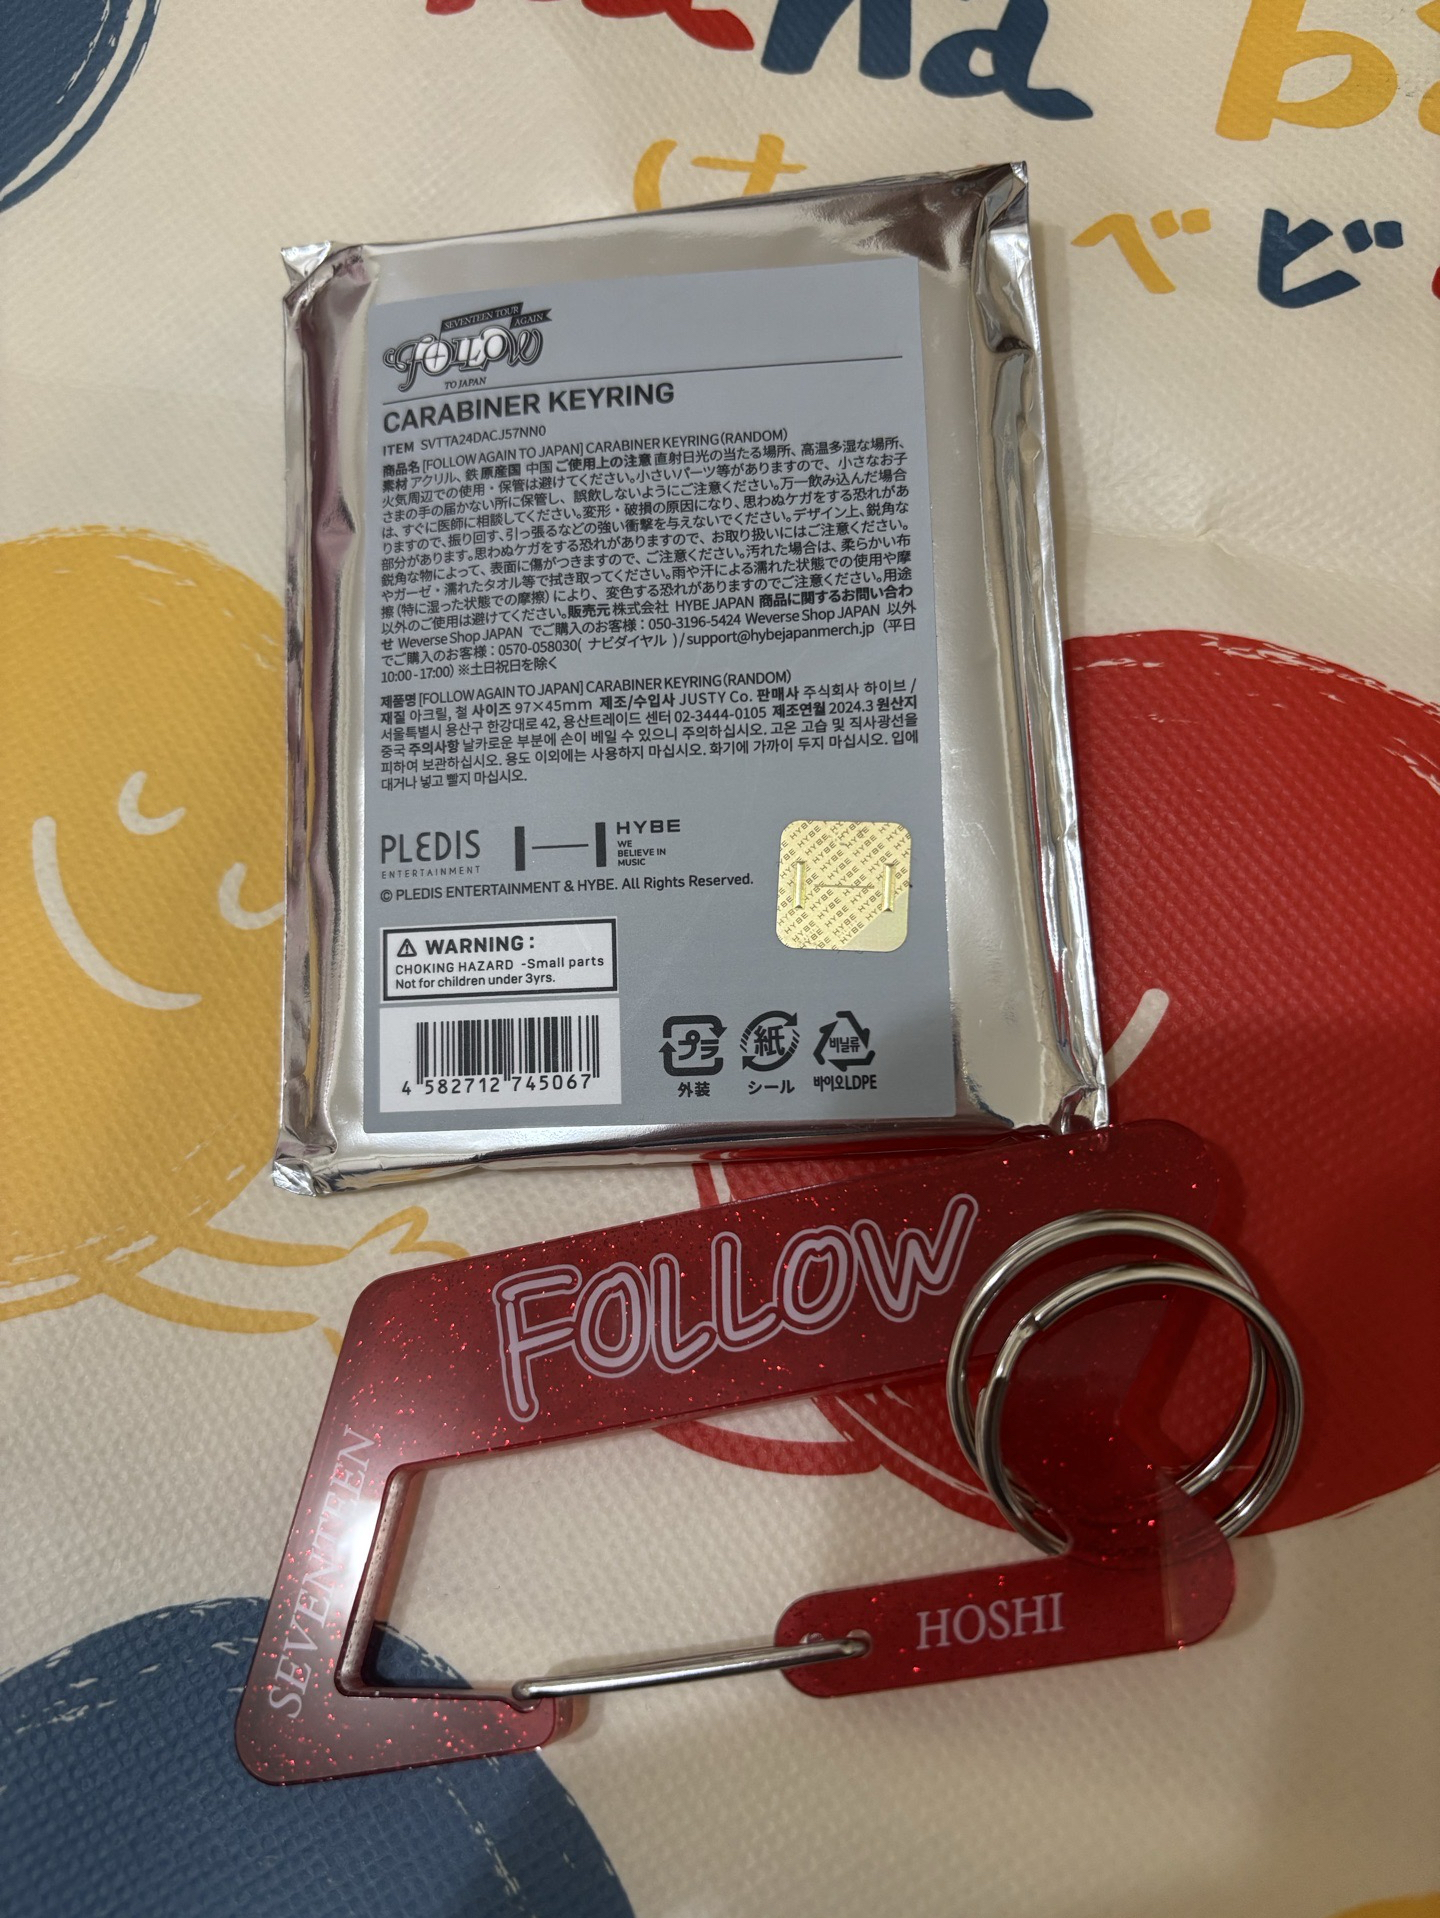 け
ベビ
SEVENTEEN TOUR
AGAIN
FOLLOW
TO JAPAN
CARABINER KEYRING
ITEM SVTTA24DACJ57NN0
商品名 [FOLLOW AGAIN TO JAPAN] CARABINER KEYRING (RANDOM)
素材 アクリル、鉄 原産国 中国 ご使用上の注意 直射日光の当たる場所、高温多湿な場所、
火気周辺での使用・保管は避けてください。小さいパーツ等がありますので、小さなお子
さまの手の届かない所に保管し、誤飲しないようにご注意ください。万一飲み込んだ場合
は、すぐに医師に相談してください。変形・破損の原因になり、思わぬケガをする恐れがあ
りますので、振り回す、引っ張るなどの強い衝撃を与えないでください。デザイン上、鋭角な
部分があります。思わぬケガをする恐れがありますので、お取り扱いにはご注意ください。
鋭角な物によって、表面に傷がつきますので、ご注意ください。汚れた場合は、柔らかい布
やガーゼ・濡れたタオル等で拭き取ってください。雨や汗による濡れた状態での使用や摩
擦(特に湿った状態での摩擦)により、変色する恐れがありますのでご注意ください。用途
以外のご使用は避けてください。販売元 株式会社 HYBE JAPAN 商品に関するお問い合わ
せ Weverse Shop JAPAN でご購入のお客様 : 050-3196-5424 Weverse Shop JAPAN 以外
でご購入のお客様 : 0570-058030( ナビダイヤル ) / support@hybejapanmerch.jp (平日
10:00 - 17:00) ※土日祝日を除く
제품명 [FOLLOW AGAIN TO JAPAN] CARABINER KEYRING (RANDOM)
재질 아크릴, 철 사이즈 97×45mm 제조/수입사 JUSTY Co. 판매사 주식회사 하이브 /
서울특별시 용산구 한강대로 42, 용산트레이드 센터 02-3444-0105 제조연월 2024.3 원산지
중국 주의사항 날카로운 부분에 손이 베일 수 있으니 주의하십시오. 고온 고습 및 직사광선을
피하여 보관하십시오. 용도 이외에는 사용하지 마십시오. 화기에 가까이 두지 마십시오. 입에
대거나 넣고 빨지 마십시오.
PLEDIS
ENTERTAINMENT
HYBE
WE
BELIEVE IN
MUSIC
© PLEDIS ENTERTAINMENT & HYBE. All Rights Reserved.
HYBE HYBE HYBE
⚠ WARNING :
CHOKING HAZARD -Small parts
Not for children under 3yrs.
4 582712 745067
プラ
外装
紙
シール
비닐류
바이오LDPE
FOLLOW
SEVENTEEN
HOSHI